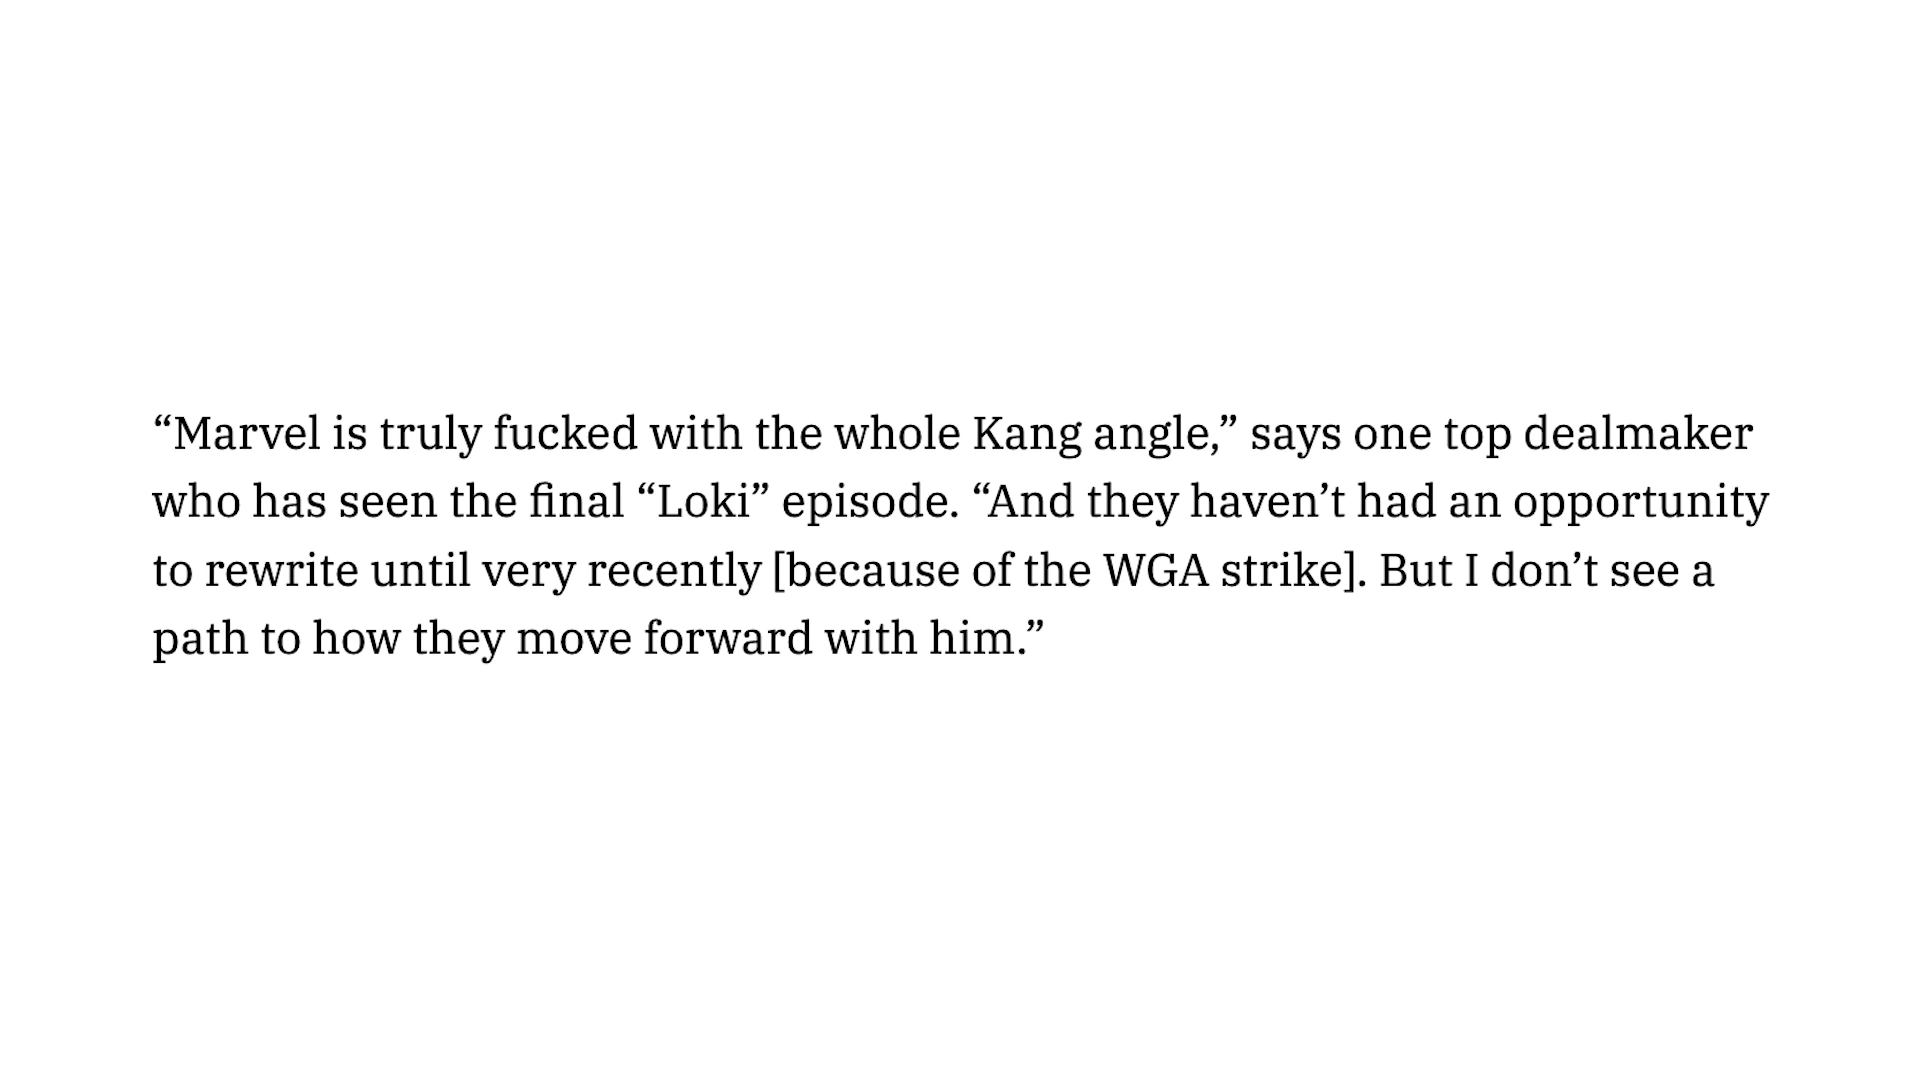 “Marvel is truly fucked with the whole Kang angle,” says one top dealmaker
who has seen the final “Loki” episode. “And they haven’t had an opportunity
to rewrite until very recently [because of the WGA strike]. But I don’t see a
path to how they move forward with him.”